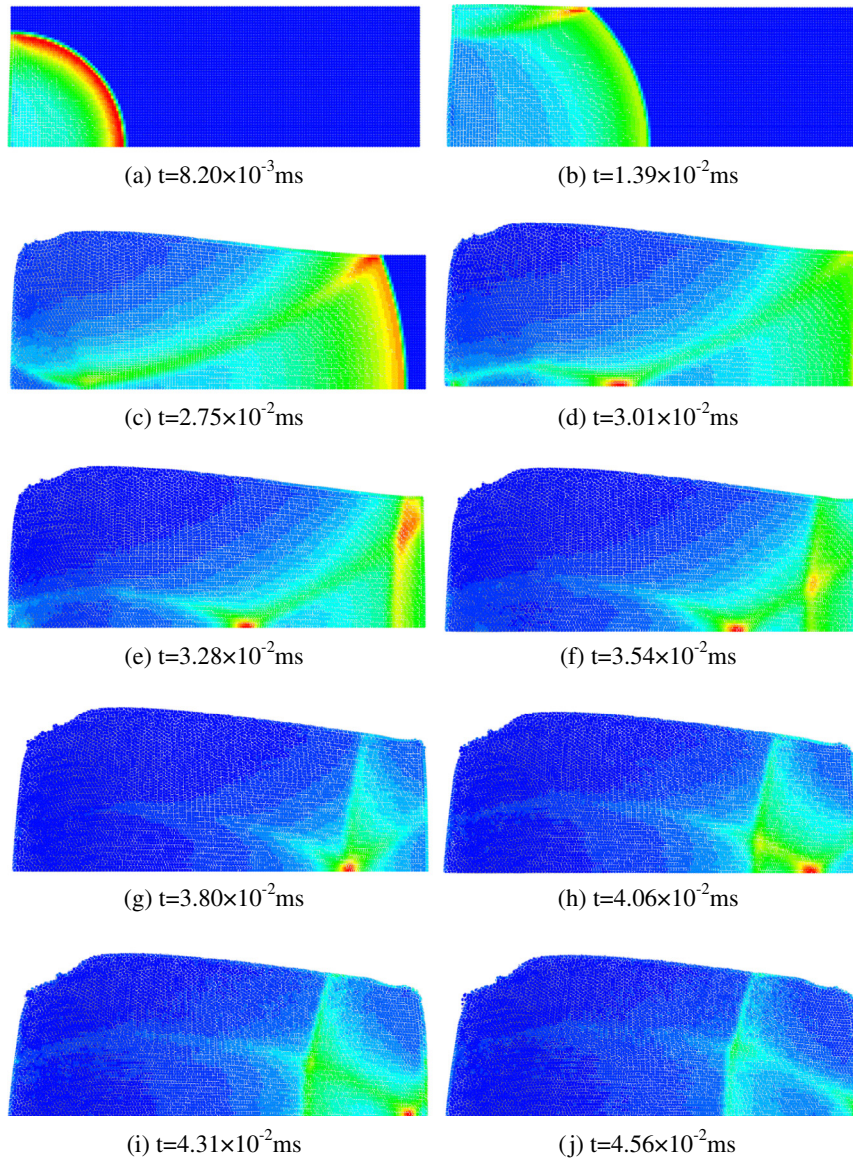 (a) t=8.20×10⁻³ms
(b) t=1.39×10⁻²ms
(c) t=2.75×10⁻²ms
(d) t=3.01×10⁻²ms
(e) t=3.28×10⁻²ms
(f) t=3.54×10⁻²ms
(g) t=3.80×10⁻²ms
(h) t=4.06×10⁻²ms
(i) t=4.31×10⁻²ms
(j) t=4.56×10⁻²ms